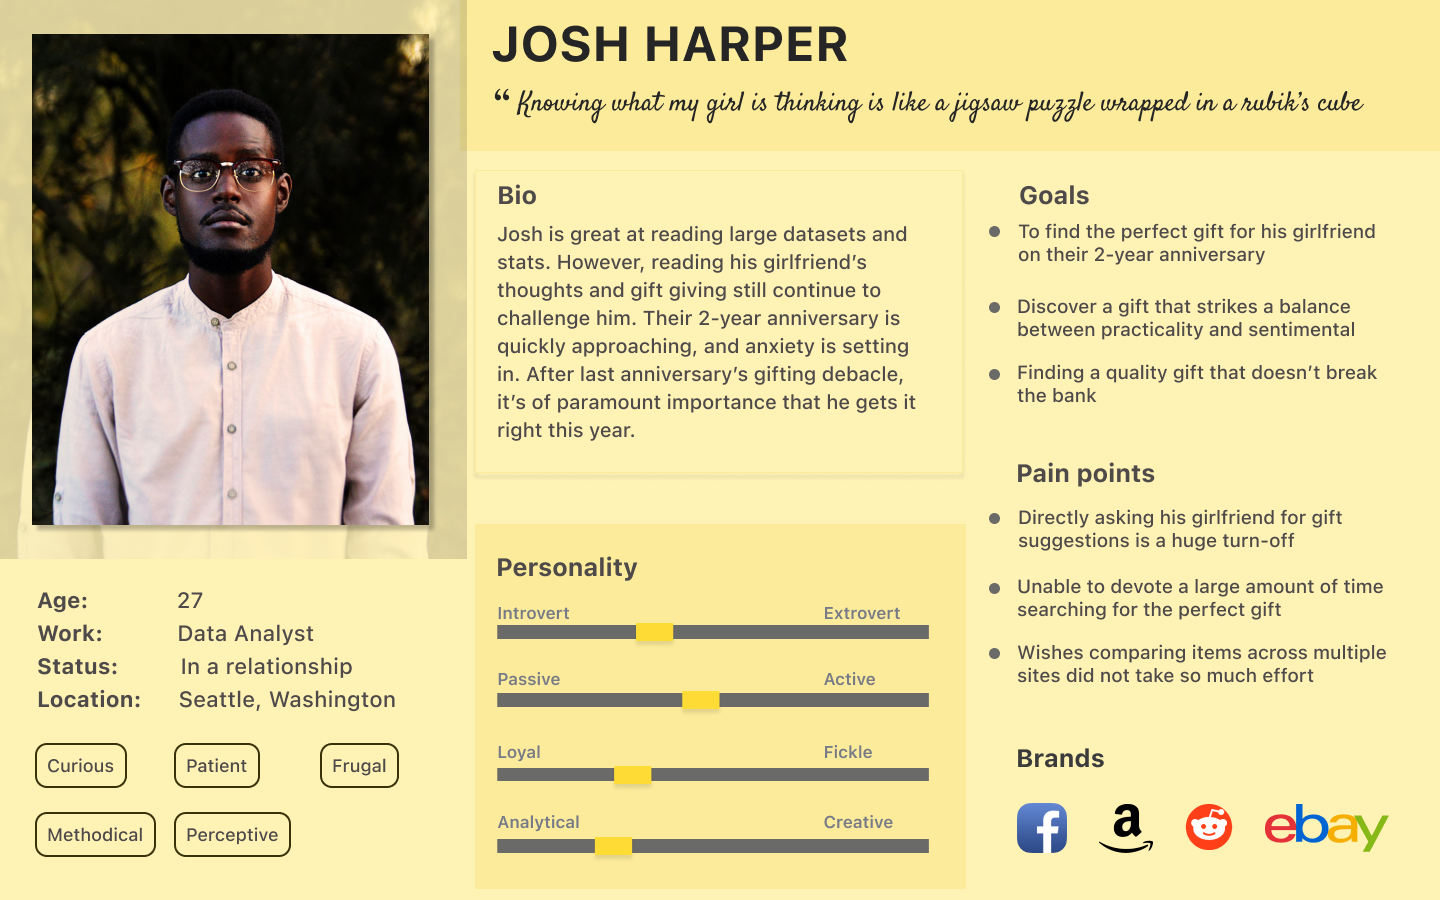 JOSH HARPER
“ Knowing what my girl is thinking is like a jigsaw puzzle wrapped in a rubik’s cube
Bio
Josh is great at reading large datasets and
stats. However, reading his girlfriend’s
thoughts and gift giving still continue to
challenge him. Their 2-year anniversary is
quickly approaching, and anxiety is setting
in. After last anniversary’s gifting debacle,
it’s of paramount importance that he gets it
right this year.
Goals
To find the perfect gift for his girlfriend
on their 2-year anniversary
Discover a gift that strikes a balance
between practicality and sentimental
Finding a quality gift that doesn’t break
the bank
Pain points
Directly asking his girlfriend for gift
suggestions is a huge turn-off
Unable to devote a large amount of time
searching for the perfect gift
Wishes comparing items across multiple
sites did not take so much effort
Personality
Introvert Extrovert
Passive Active
Loyal Fickle
Analytical Creative
Age: 27
Work: Data Analyst
Status: In a relationship
Location: Seattle, Washington
Curious Patient Frugal
Methodical Perceptive
Brands
f a ebay